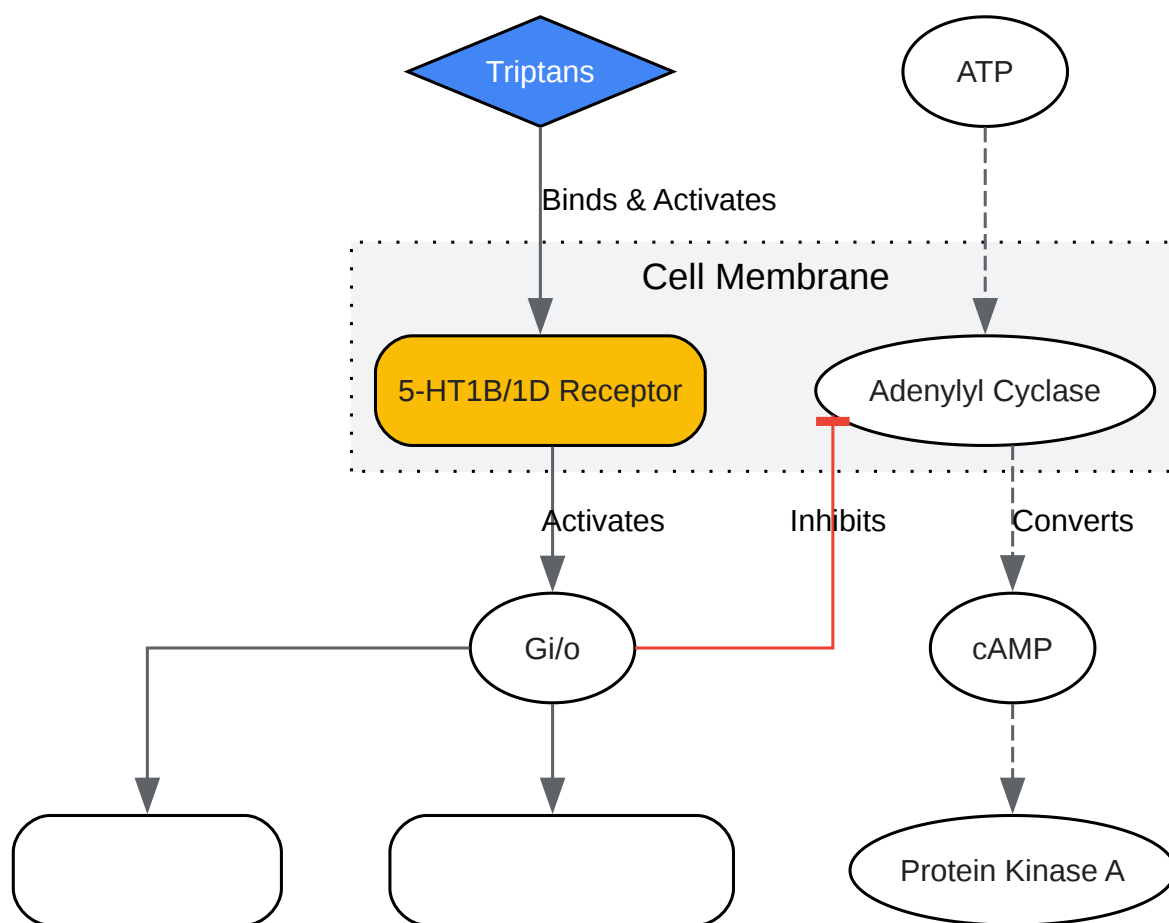 Triptans
ATP
Binds & Activates
Cell Membrane
5-HT1B/1D Receptor
Adenylyl Cyclase
Activates
Inhibits
Converts
Gi/o
cAMP
Protein Kinase A